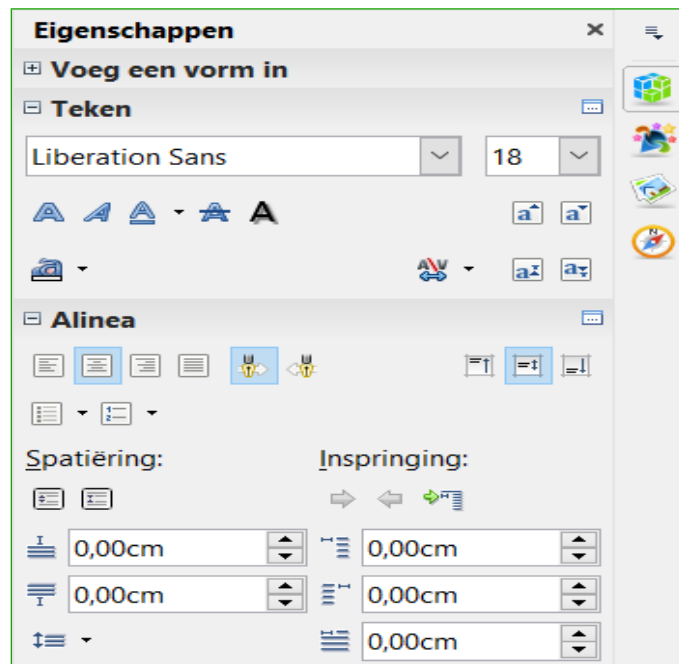 Eigenschappen
Voeg een vorm in
Teken
Liberation Sans 18
Alinea
Spatiëring: Inspringing:
0,00cm 0,00cm
0,00cm 0,00cm
0,00cm